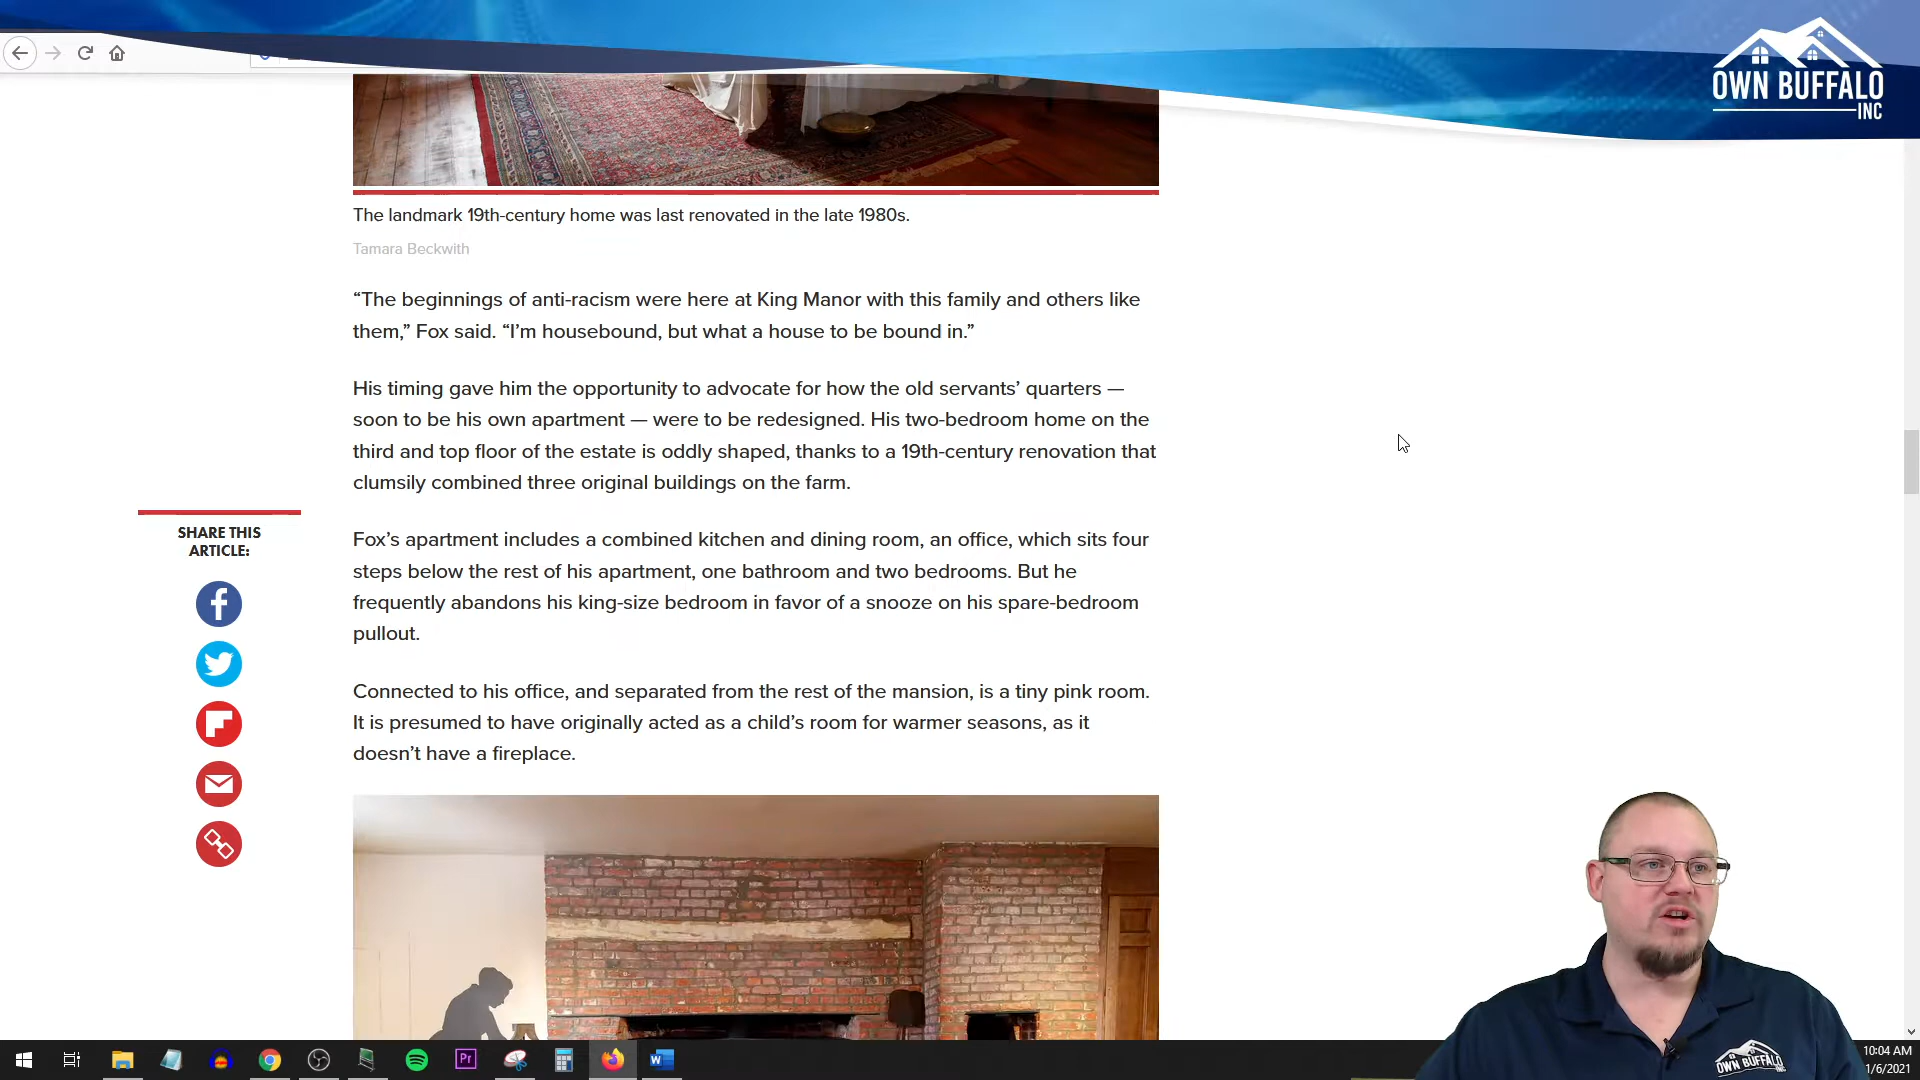 OWN BUFFALO
INC
The landmark 19th-century home was last renovated in the late 1980s.
Tamara Beckwith
“The beginnings of anti-racism were here at King Manor with this family and others like
them,” Fox said. “I’m housebound, but what a house to be bound in.”
His timing gave him the opportunity to advocate for how the old servants’ quarters —
soon to be his own apartment — were to be redesigned. His two-bedroom home on the
third and top floor of the estate is oddly shaped, thanks to a 19th-century renovation that
clumsily combined three original buildings on the farm.
SHARE THIS
ARTICLE:
Fox’s apartment includes a combined kitchen and dining room, an office, which sits four
steps below the rest of his apartment, one bathroom and two bedrooms. But he
frequently abandons his king-size bedroom in favor of a snooze on his spare-bedroom
pullout.
Connected to his office, and separated from the rest of the mansion, is a tiny pink room.
It is presumed to have originally acted as a child’s room for warmer seasons, as it
doesn’t have a fireplace.
Pr
W
OWN BUFFALO
INC
10:04 AM
1/6/2021